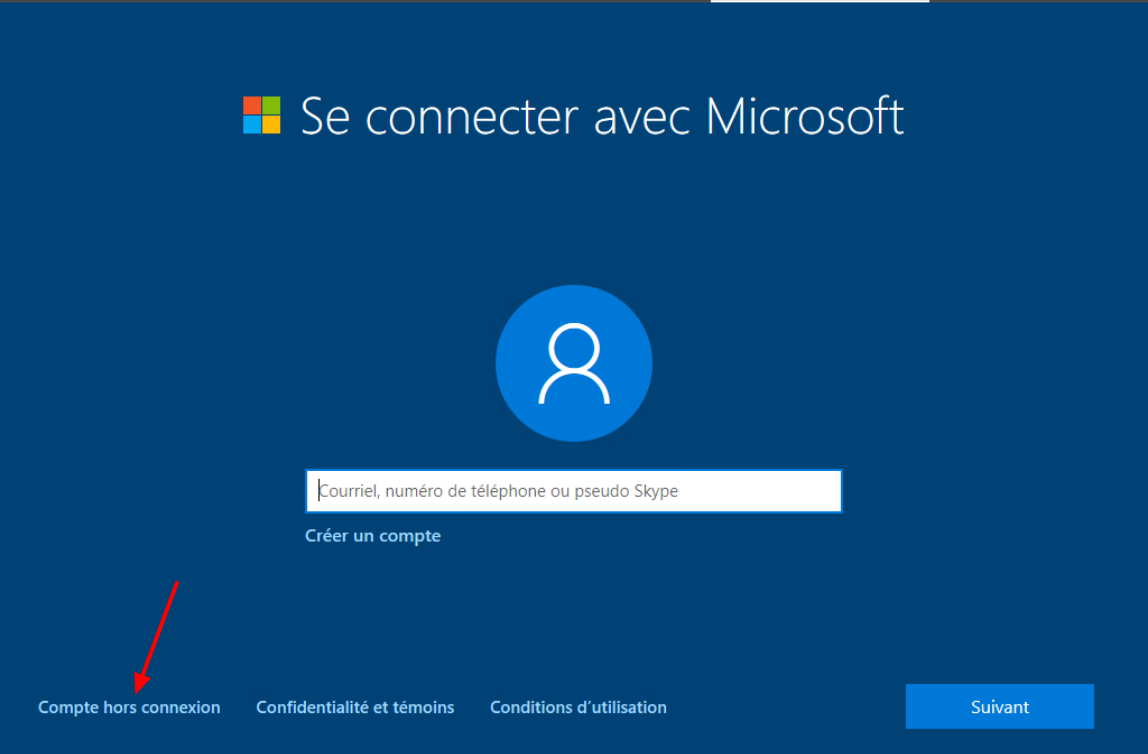 Se connecter avec Microsoft
Courriel, numéro de téléphone ou pseudo Skype
Créer un compte
Compte hors connexion
Confidentialité et témoins
Conditions d’utilisation
Suivant